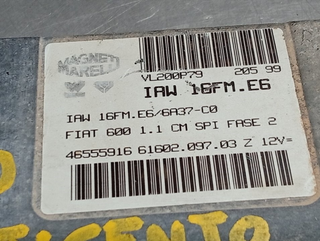 MAGNETI
MARELLI
VL200P79 205 99
IAW 16FM.E6
IAW 16FM.E6/6A37-C0
FIAT 600 1.1 CM SPI FASE 2
46555916 61602.097.03 Z 12V=